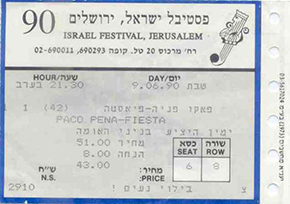 פסטיבל ישראל, ירושלים 90
ISRAEL FESTIVAL, JERUSALEM
רח' מרכוס 20 טל. קופה 690293, 02-690011
יום/DAY שעה/HOUR
שבת 9.06.90 21.30 בערב
פאקו פניה-פיאסטה (42) 1
PACO PENA-FIESTA
ימין היציע בנייני האומה
מחיר 51.00
הנחה 8.00
43.00
מחיר:
PRICE:
ש"ח
N.S.
כסא
SEAT
שורה
ROW
6 8
צ בילוי נעים ! 2910